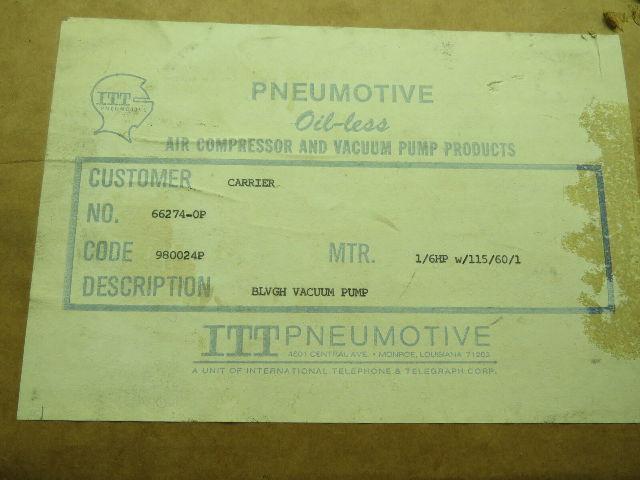 ITT
PNEUMOTIVE
PNEUMOTIVE
Oil-less
AIR COMPRESSOR AND VACUUM PUMP PRODUCTS
CUSTOMER CARRIER
NO. 66274-0P
CODE 980024P MTR. 1/6HP w/115/60/1
DESCRIPTION BLVGH VACUUM PUMP
ITT PNEUMOTIVE
4601 CENTRAL AVE. • MONROE, LOUISIANA 71203
A UNIT OF INTERNATIONAL TELEPHONE & TELEGRAPH CORP.